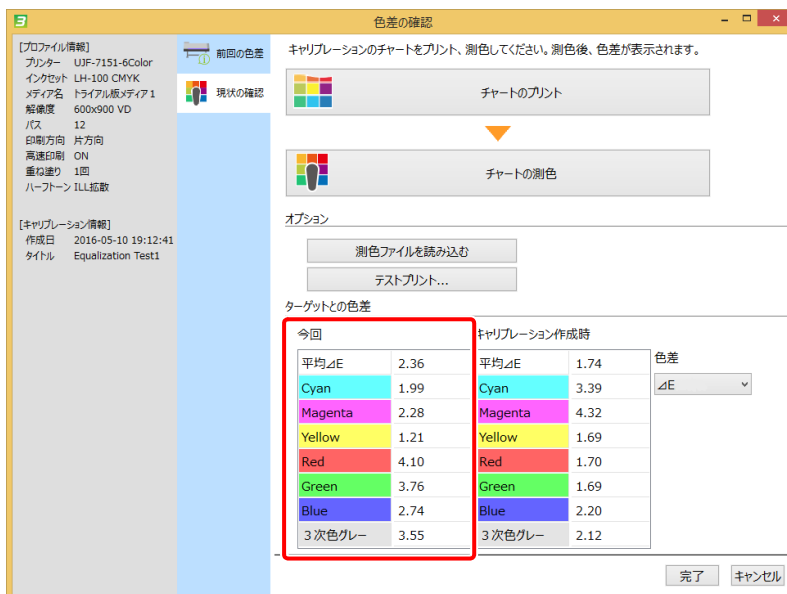 色差の確認
[プロファイル情報]
プリンター UJF-7151-6Color
インクセット LH-100 CMYK
メディア名 トライアル版メディア1
解像度 600x900 VD
パス 12
印刷方向 片方向
高速印刷 ON
重ね塗り 1回
ハーフトーン ILL拡散
[キャリブレーション情報]
作成日 2016-05-10 19:12:41
タイトル Equalization Test1
前回の色差
現状の確認
キャリブレーションのチャートをプリント、測色してください。測色後、色差が表示されます。
チャートのプリント
チャートの測色
オプション
測色ファイルを読み込む
テストプリント...
ターゲットとの色差
今回
平均⊿E 2.36
Cyan 1.99
Magenta 2.28
Yellow 1.21
Red 4.10
Green 3.76
Blue 2.74
3次色グレー 3.55
キャリブレーション作成時
平均⊿E 1.74
Cyan 3.39
Magenta 4.32
Yellow 1.69
Red 1.70
Green 1.69
Blue 2.20
3次色グレー 2.12
色差
⊿E
完了 キャンセル